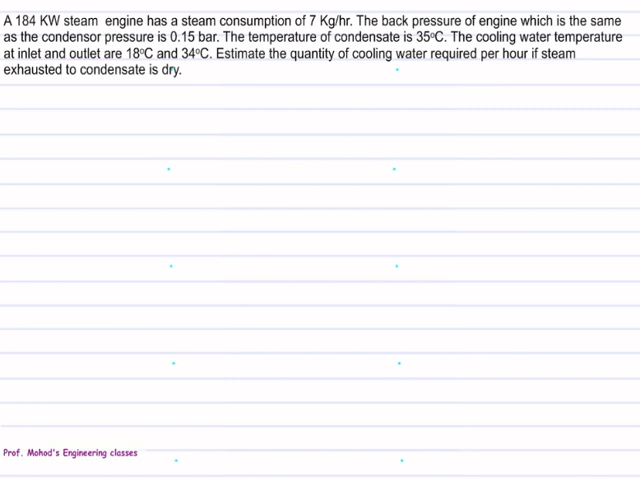 A 184 KW steam engine has a steam consumption of 7 Kg/hr. The back pressure of engine which is the same
as the condensor pressure is 0.15 bar. The temperature of condensate is 35ºC. The cooling water temperature
at inlet and outlet are 18ºC and 34ºC. Estimate the quantity of cooling water required per hour if steam
exhausted to condensate is dry.
Prof. Mohod's Engineering classes